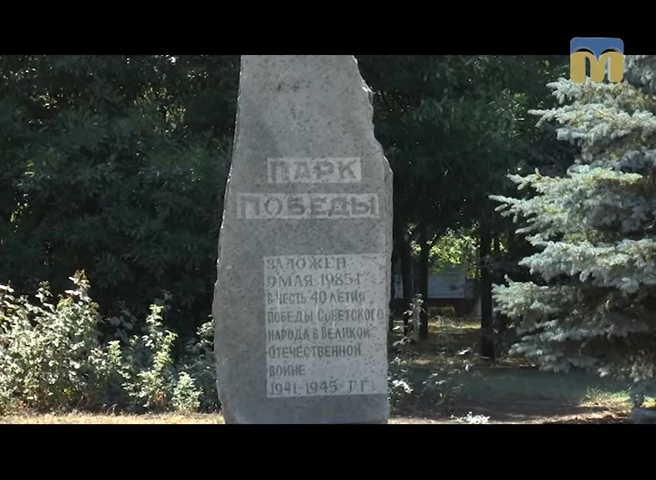 ПАРК
ПОБЕДЫ
ЗАЛОЖЕН
9 МАЯ 1985 Г.
В ЧЕСТЬ 40 ЛЕТИЯ
ПОБЕДЫ СОВЕТСКОГО
НАРОДА В ВЕЛИКОЙ
ОТЕЧЕСТВЕННОЙ
ВОЙНЕ
1941-1945 Г.Г.
М